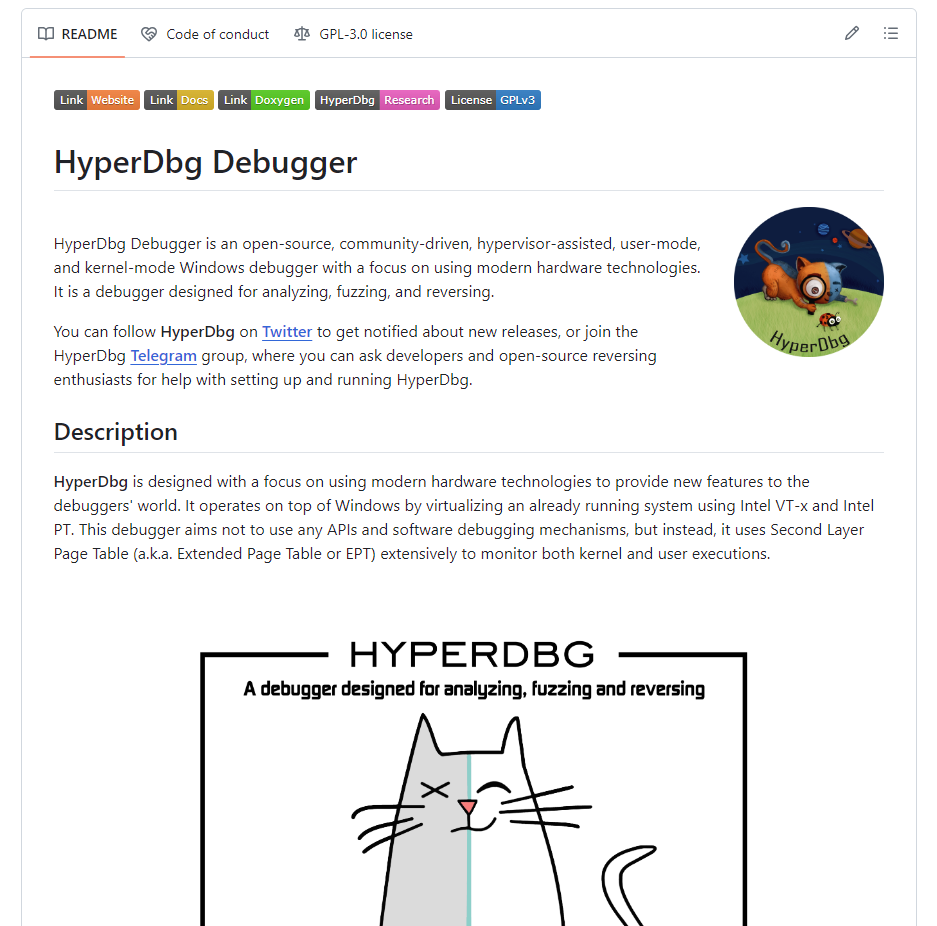 README Code of conduct GPL-3.0 license
Link Website Link Docs Link Doxygen HyperDbg Research License GPLv3
HyperDbg Debugger
HyperDbg Debugger is an open-source, community-driven, hypervisor-assisted, user-mode,
and kernel-mode Windows debugger with a focus on using modern hardware technologies.
It is a debugger designed for analyzing, fuzzing, and reversing.
HyperDbg
You can follow HyperDbg on Twitter to get notified about new releases, or join the
HyperDbg Telegram group, where you can ask developers and open-source reversing
enthusiasts for help with setting up and running HyperDbg.
Description
HyperDbg is designed with a focus on using modern hardware technologies to provide new features to the
debuggers' world. It operates on top of Windows by virtualizing an already running system using Intel VT-x and Intel
PT. This debugger aims not to use any APIs and software debugging mechanisms, but instead, it uses Second Layer
Page Table (a.k.a. Extended Page Table or EPT) extensively to monitor both kernel and user executions.
HYPERDBG
A debugger designed for analyzing, fuzzing and reversing